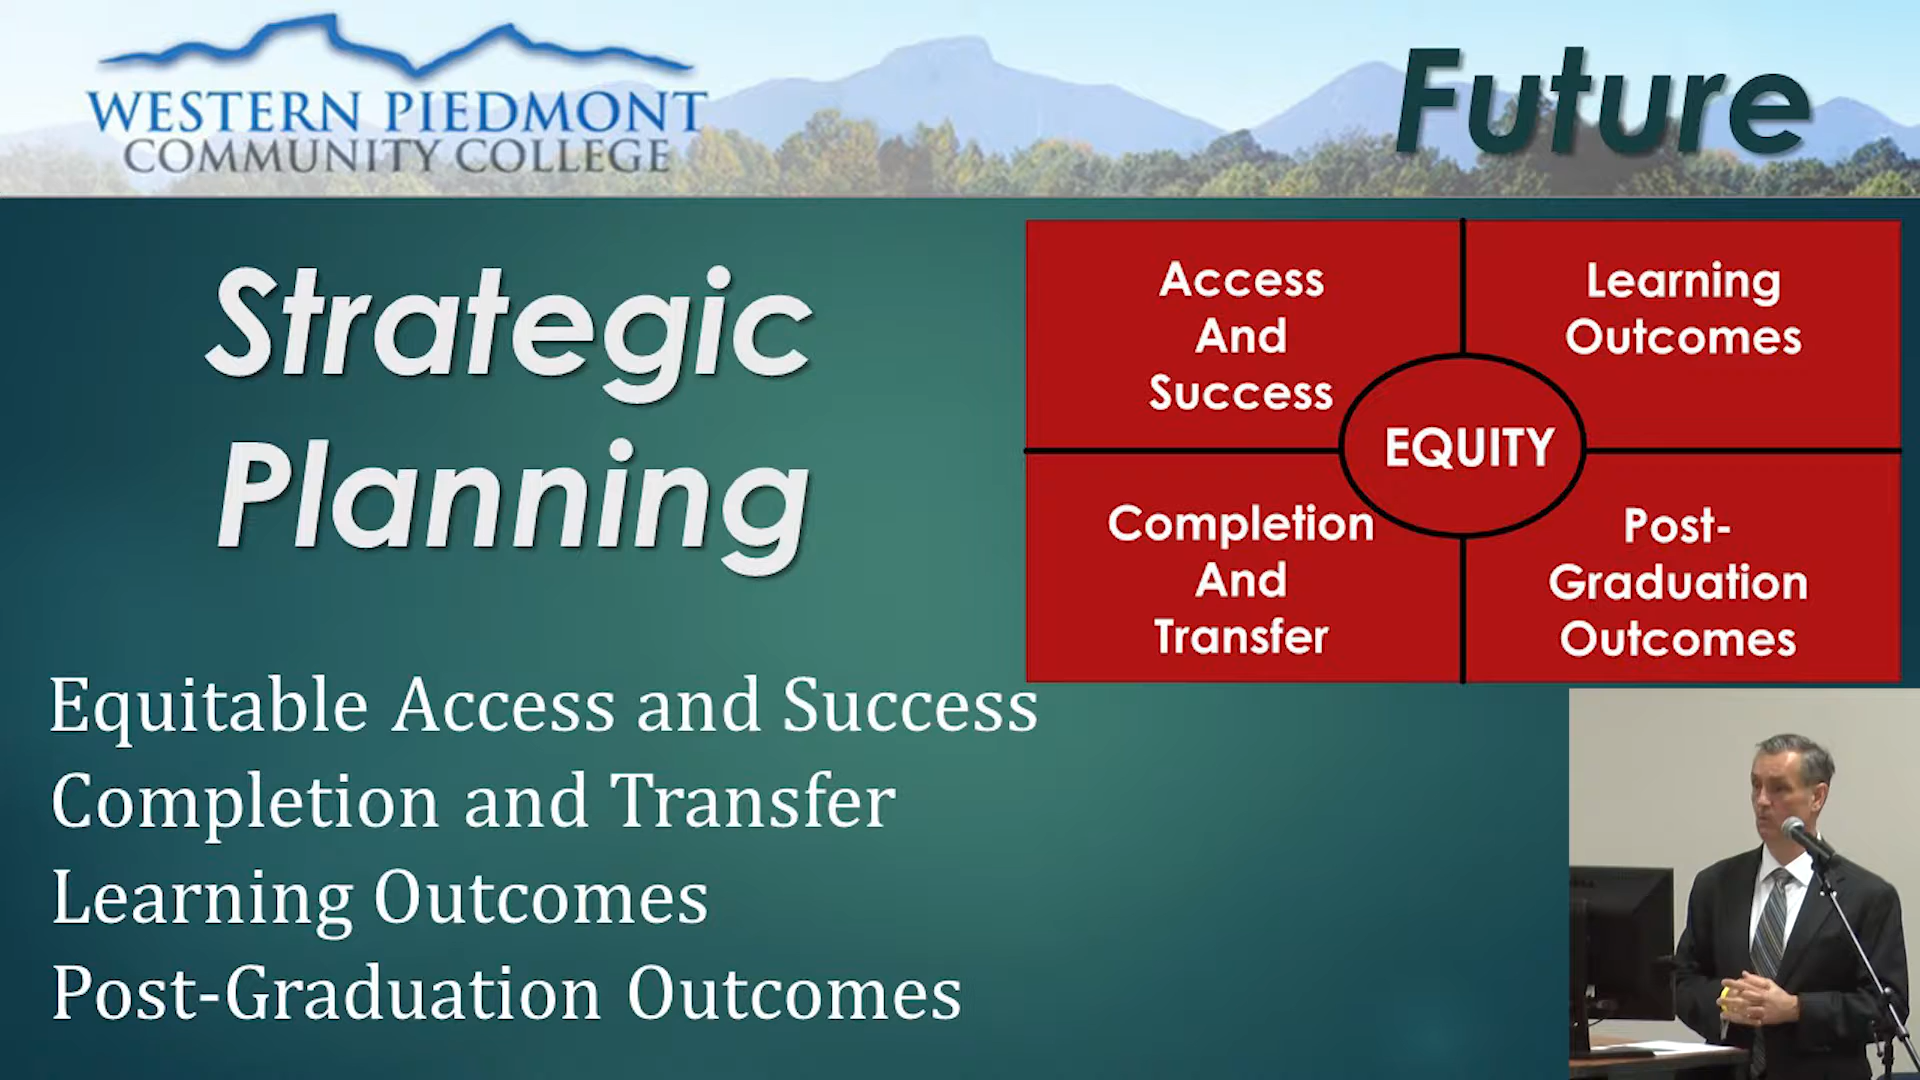 WESTERN PIEDMONT
COMMUNITY COLLEGE
Future
Strategic
Planning
Access
And
Success
Learning
Outcomes
EQUITY
Completion
And
Transfer
Post-
Graduation
Outcomes
Equitable Access and Success
Completion and Transfer
Learning Outcomes
Post-Graduation Outcomes